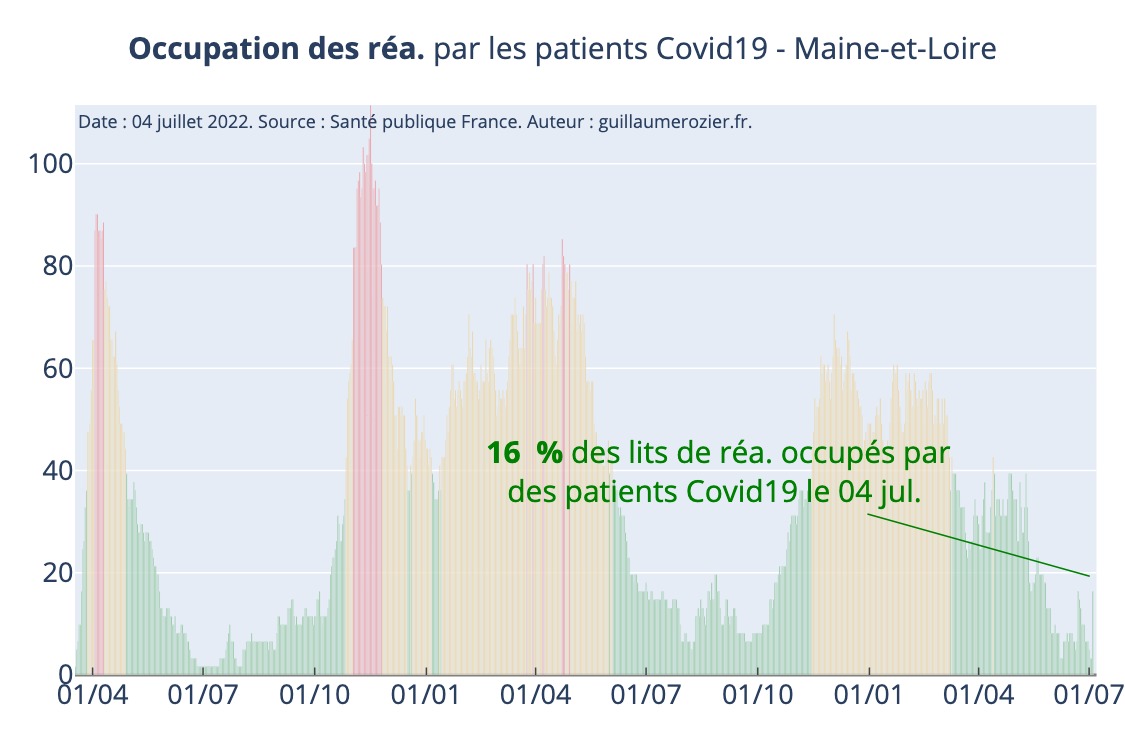 Occupation des réa. par les patients Covid19 - Maine-et-Loire
Date : 04 juillet 2022. Source : Santé publique France. Auteur : guillaumerozier.fr.
100
80
60
40
20
0
16  % des lits de réa. occupés par
des patients Covid19 le 04 jul.
01/04 01/07 01/10 01/01 01/04 01/07 01/10 01/01 01/04 01/07